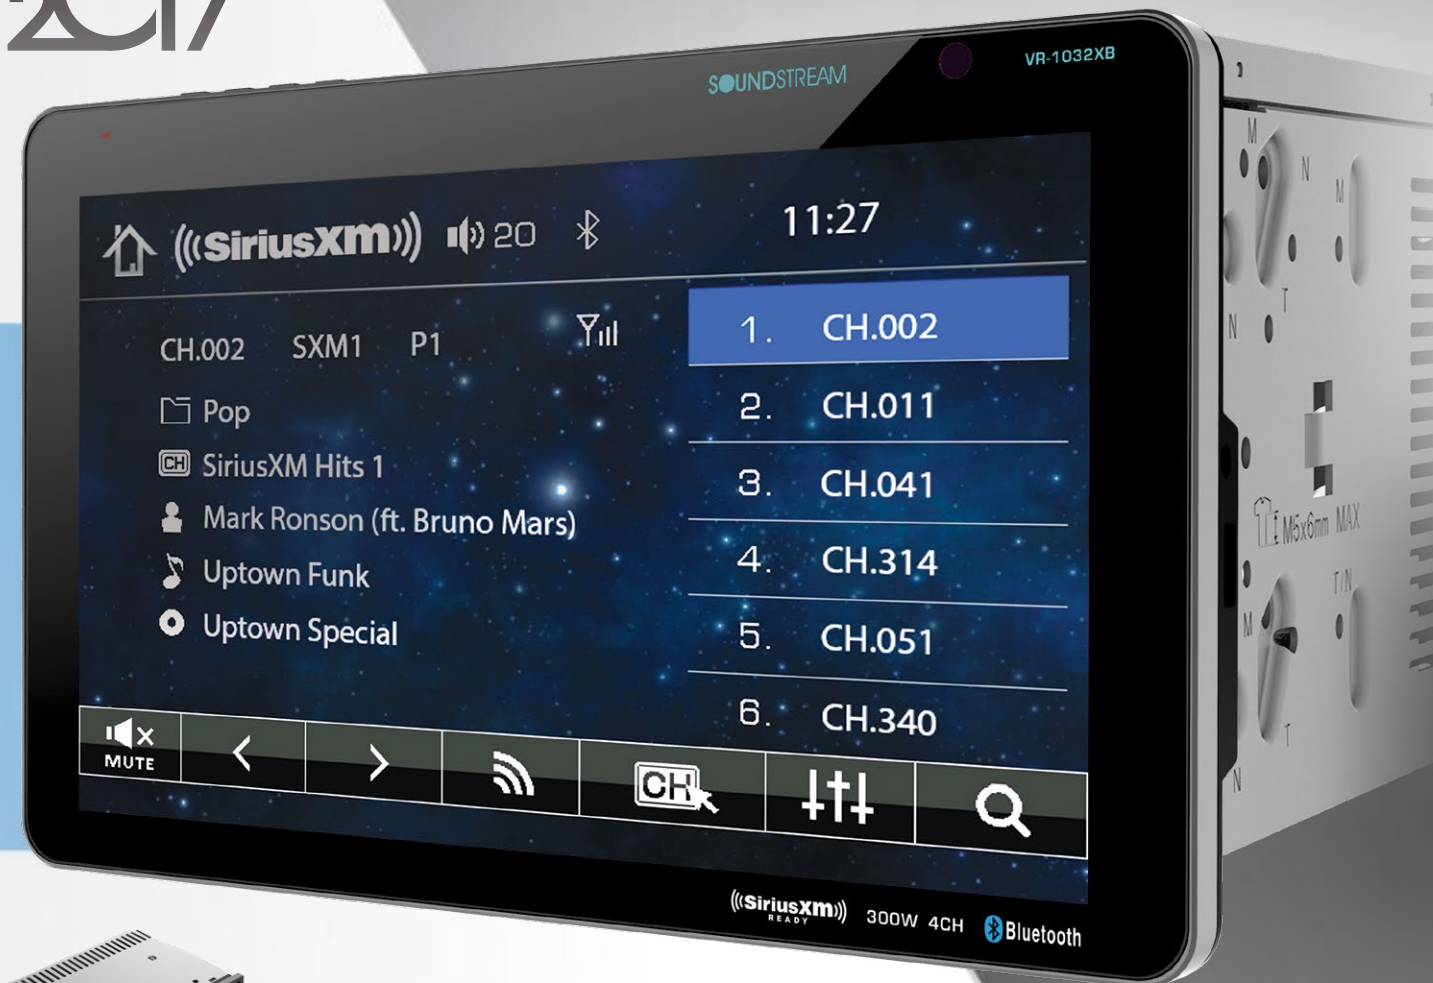 2017
SOUNDSTREAM
VR-1032XB
((SiriusXM)) 20 11:27
CH.002 SXM1 P1
Pop
CH SiriusXM Hits 1
Mark Ronson (ft. Bruno Mars)
Uptown Funk
Uptown Special
1. CH.002
2. CH.011
3. CH.041
4. CH.314
5. CH.051
6. CH.340
MUTE
CH
((SiriusXM)) 300W 4CH Bluetooth
READY
M
N
M
T
N
M5x6mm MAX
T/N
M
T
N